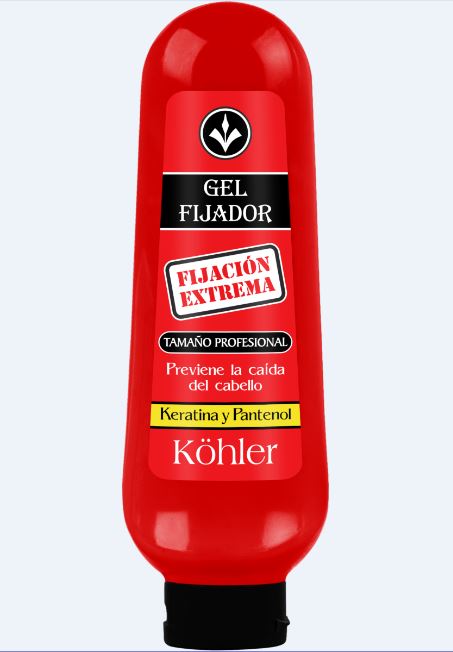 GEL
FIJADOR
FIJACIÓN
EXTREMA
TAMAÑO PROFESIONAL
Previene la caída
del cabello
Keratina y Pantenol
Köhler